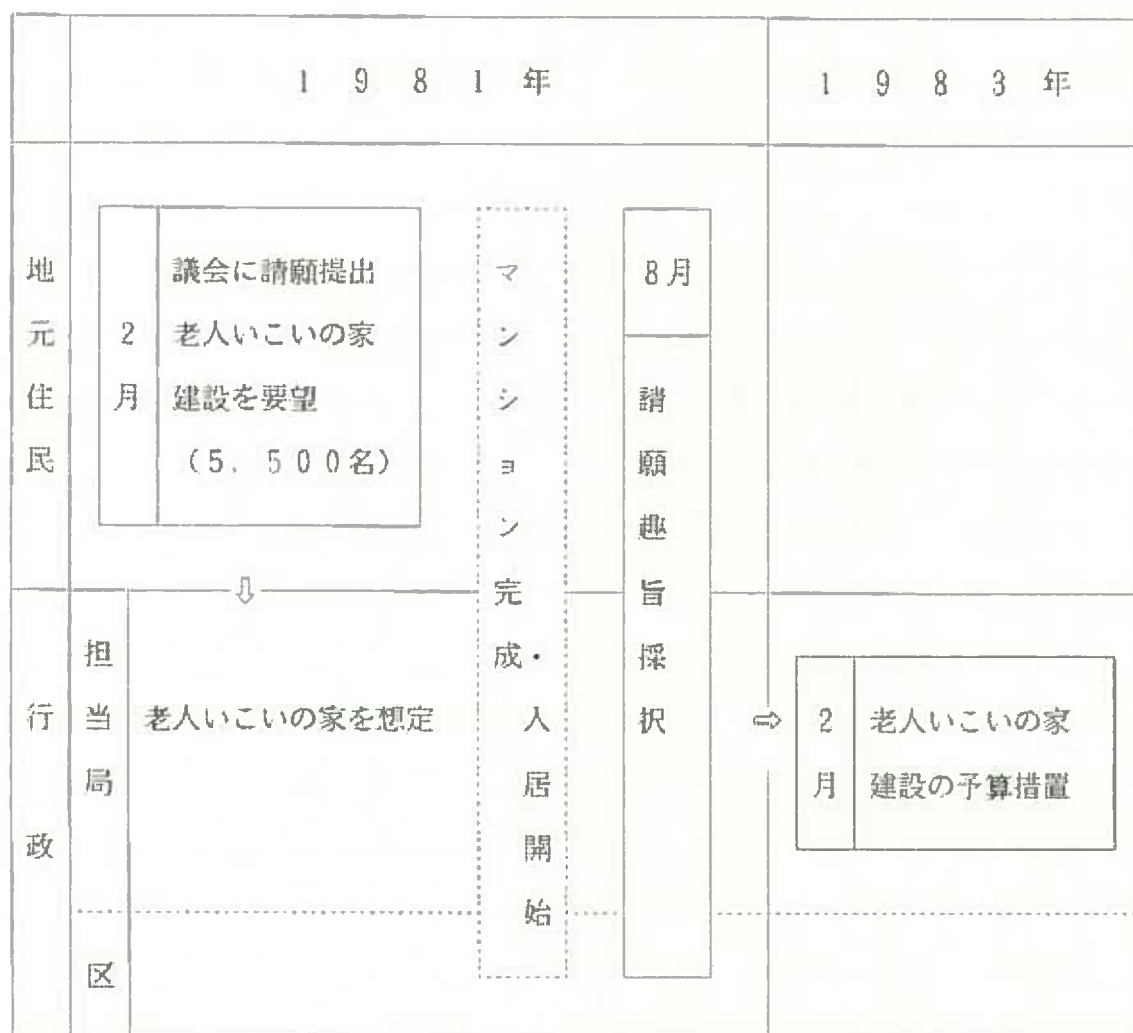 1981年
1983年
地元住民
2月
議会に請願提出
老人いこいの家
建設を要望
(5,500名)
マンション完成・入居開始
8月
請願趣旨採択
行政
担当局
老人いこいの家を想定
⇩
⇨
2月
老人いこいの家
建設の予算措置
区